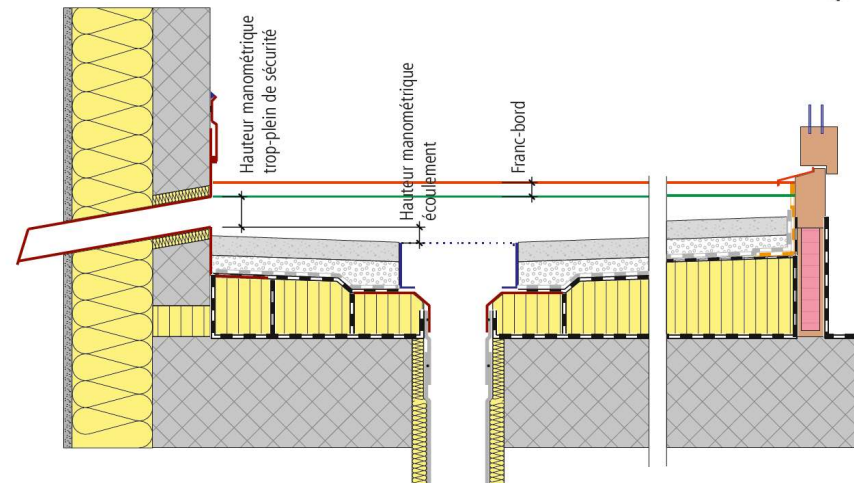 Hauteur manométrique
trop-plein de sécurité
Hauteur manométrique
écoulement
Franc-bord